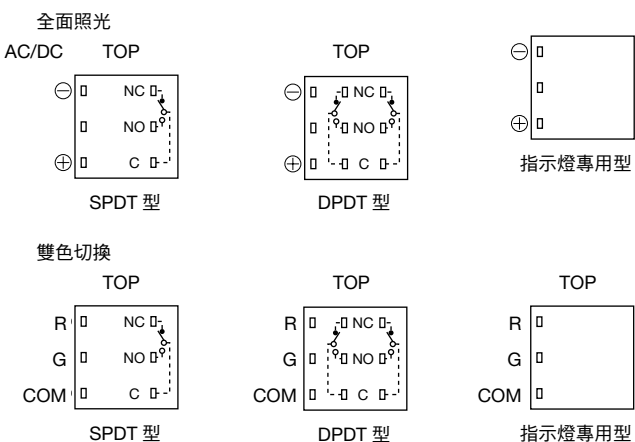 全面照光
AC/DC TOP TOP
⊖ NC ⊖ NC ⊖
NO NO
⊕ C ⊕ C ⊕
SPDT 型 DPDT 型 指示燈專用型
雙色切換
TOP TOP TOP
R NC R NC R
G NO G NO G
COM C COM C COM
SPDT 型 DPDT 型 指示燈專用型